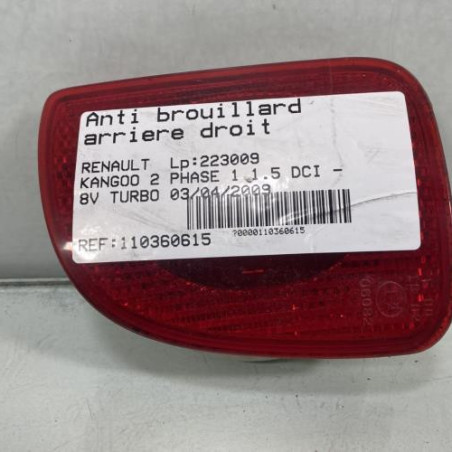 Anti brouillard
arriere droit
RENAULT Lp:223009
KANGOO 2 PHASE 1 1.5 DCI -
8V TURBO 03/04/2009
?0000110360615
REF:110360615